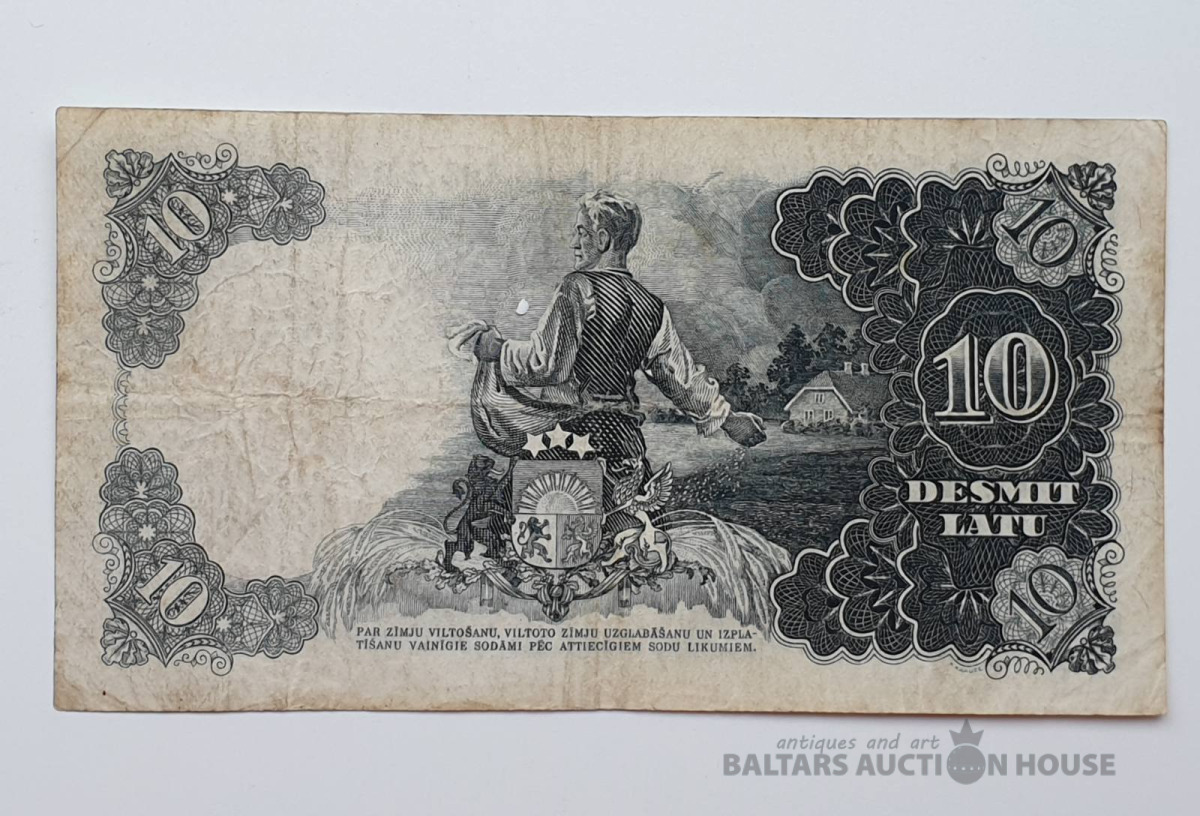 10
10
10
DESMIT
LATU
10
10
PAR ZĪMJU VILTOŠANU, VILTOTO ZĪMJU UZGLABĀŠANU UN IZPLA-
TĪŠANU VAINĪGIE SODĀMI PĒC ATTIECĪGIEM SODU LIKUMIEM.
antiques and art
BALTARS AUCTION HOUSE